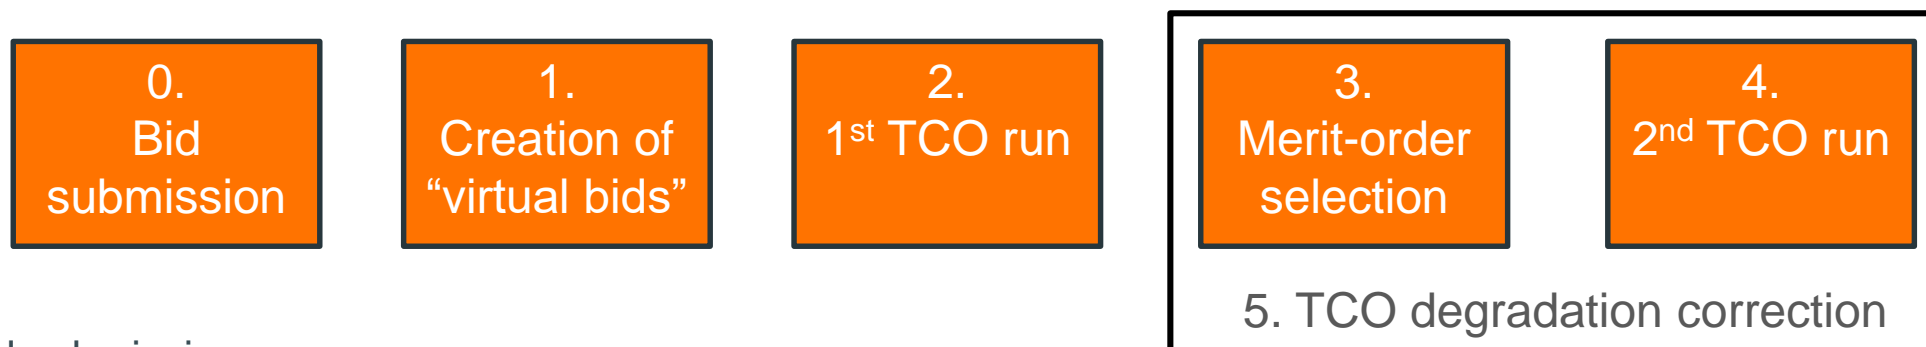 0.
Bid
submission
1.
Creation of
“virtual bids”
2.
1st TCO run
3.
Merit-order
selection
4.
2nd TCO run
5. TCO degradation correction